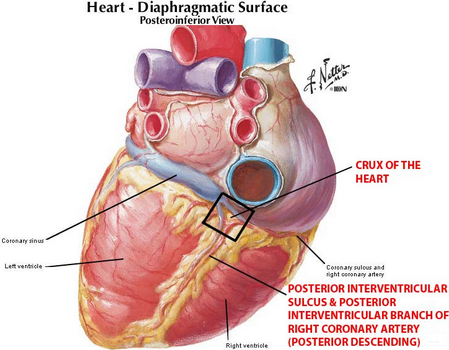 Heart - Diaphragmatic Surface
Posteroinferior View
F. Netter
M.D.
CRUX OF THE
HEART
Coronary sinus
Left ventricle
Coronary sulcus and
right coronary artery
POSTERIOR INTERVENTRICULAR
SULCUS & POSTERIOR
INTERVENTRICULAR BRANCH OF
RIGHT CORONARY ARTERY
(POSTERIOR DESCENDING)
Right ventricle